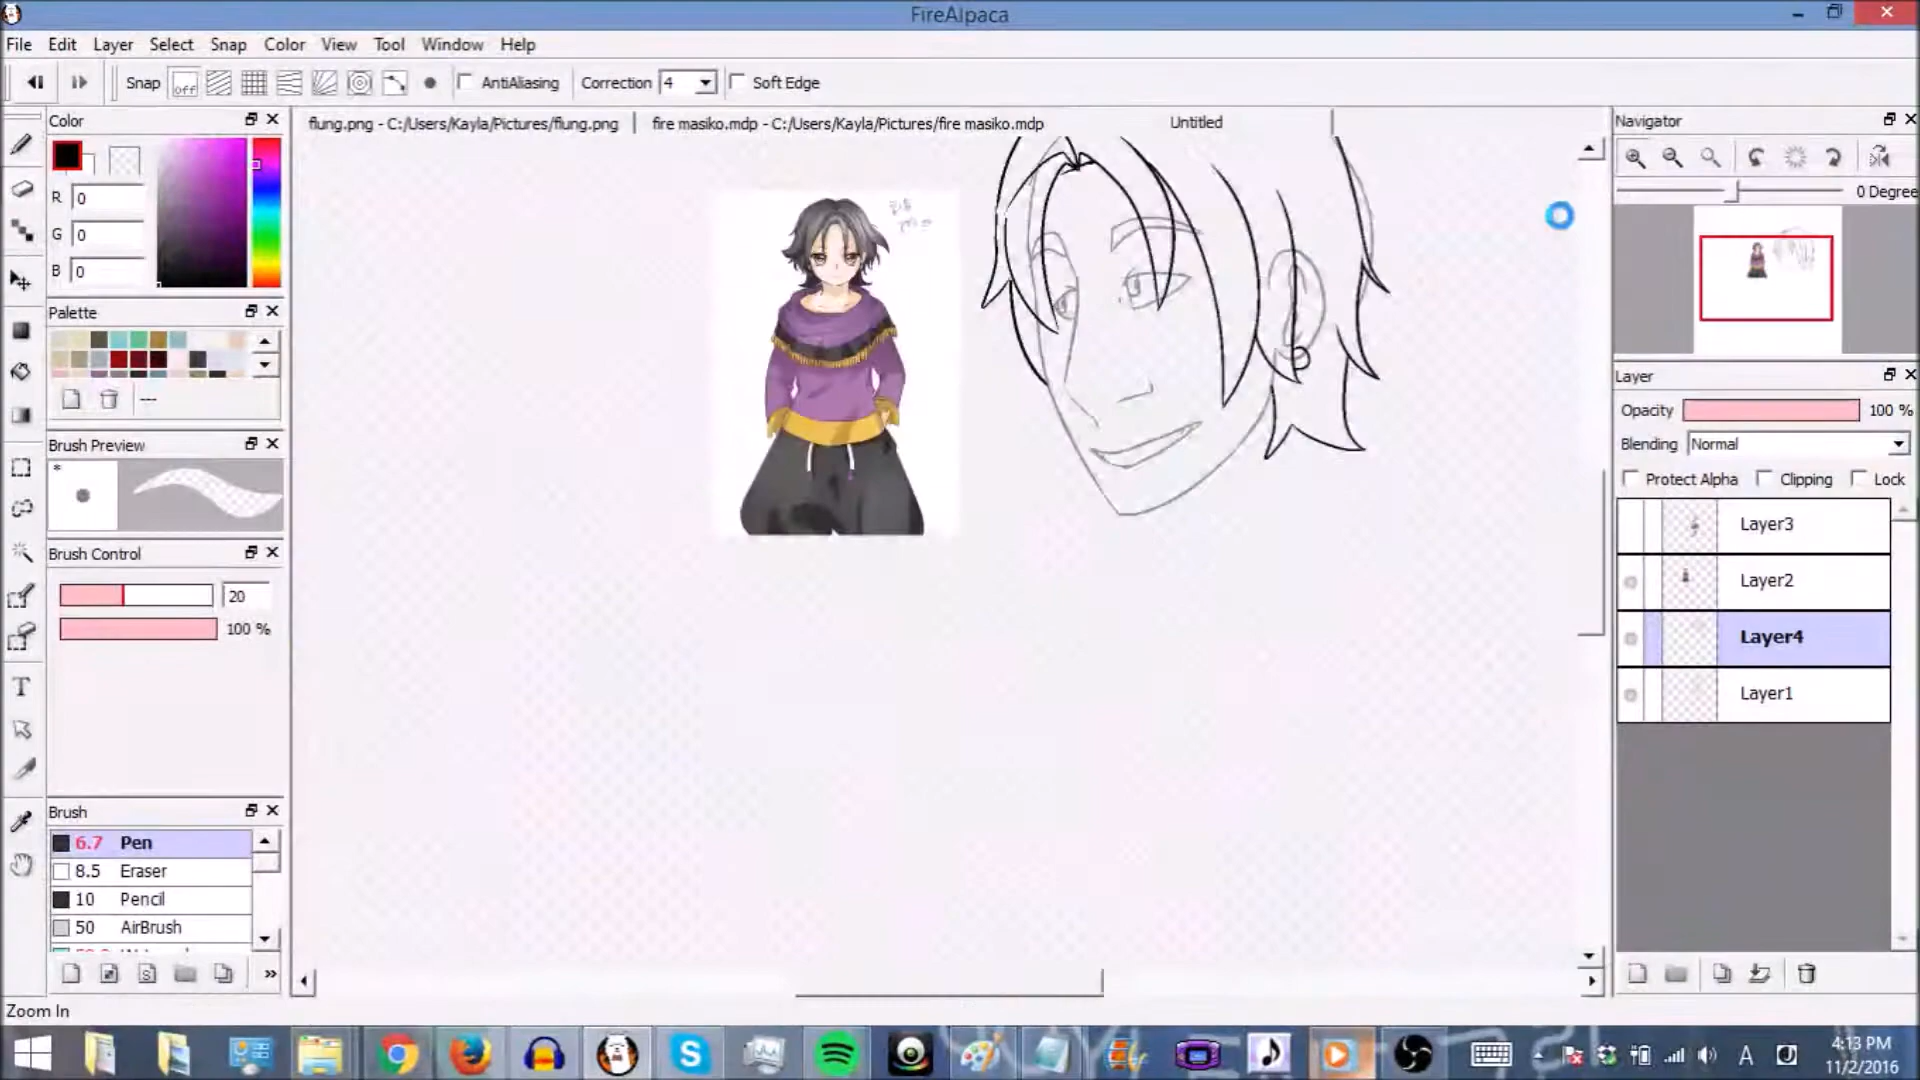 FireAlpaca
File Edit Layer Select Snap Color View Tool Window Help
Snap off AntiAliasing Correction 4 Soft Edge
Color
R 0
G 0
B 0
Palette
---
Brush Preview
*
Brush Control
20
100 %
Brush
6.7 Pen
8.5 Eraser
10 Pencil
50 AirBrush
flung.png - C:/Users/Kayla/Pictures/flung.png
fire masiko.mdp - C:/Users/Kayla/Pictures/fire masiko.mdp
Untitled
Navigator
0 Degree
Layer
Opacity 100 %
Blending Normal
Protect Alpha Clipping Lock
Layer3
Layer2
Layer4
Layer1
Zoom In
A
4:13 PM
11/2/2016